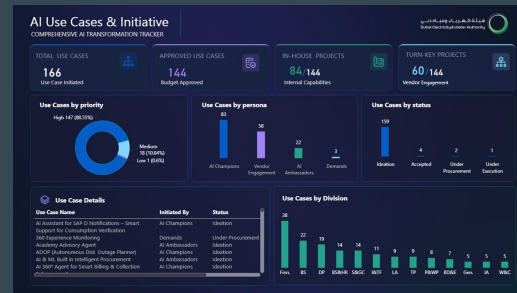 AI Use Cases & Initiative
COMPREHENSIVE AI TRANSFORMATION TRACKER
هيئة كهرباء ومياه دبي
Dubai Electricity & Water Authority
TOTAL USE CASES
166
Use Case Initiated
APPROVED USE CASES
144
Budget Approved
IN-HOUSE PROJECTS
84/144
Internal Capabilities
TURN-KEY PROJECTS
60/144
Vendor Engagement
Use Cases by priority
High 147 (88.55%)
Medium
18 (10.84%)
Low 1 (0.6%)
Use Cases by persona
83
58
22
3
AI Champions
Vendor
Engagement
AI
Ambassadors
Demands
Use Cases by status
159
4
2
1
Ideation
Accepted
Under
Procurement
Under
Execution
Use Case Details
Use Case Name Initiated By Status
AI Assistant for SAP D Notifications – Smart AI Champions Ideation
Support for Consumption Verification
360 Experience Monitoring Demands Under Procurement
Academy Advisory Agent AI Ambassadors Ideation
ADOP (Autonomous Dist. Outage Planner) AI Champions Ideation
AI & ML Built in Intelligent Procurement AI Ambassadors Ideation
AI 360° Agent for Smart Billing & Collection AI Champions Ideation
Use Cases by Division
38
22
19
14
14
11
9
9
8
7
5
5
5
BS
DP
BS&HR
S&GC
B&TF
LA
TP
P&WP
BD&E
Gen.
IA
W&C